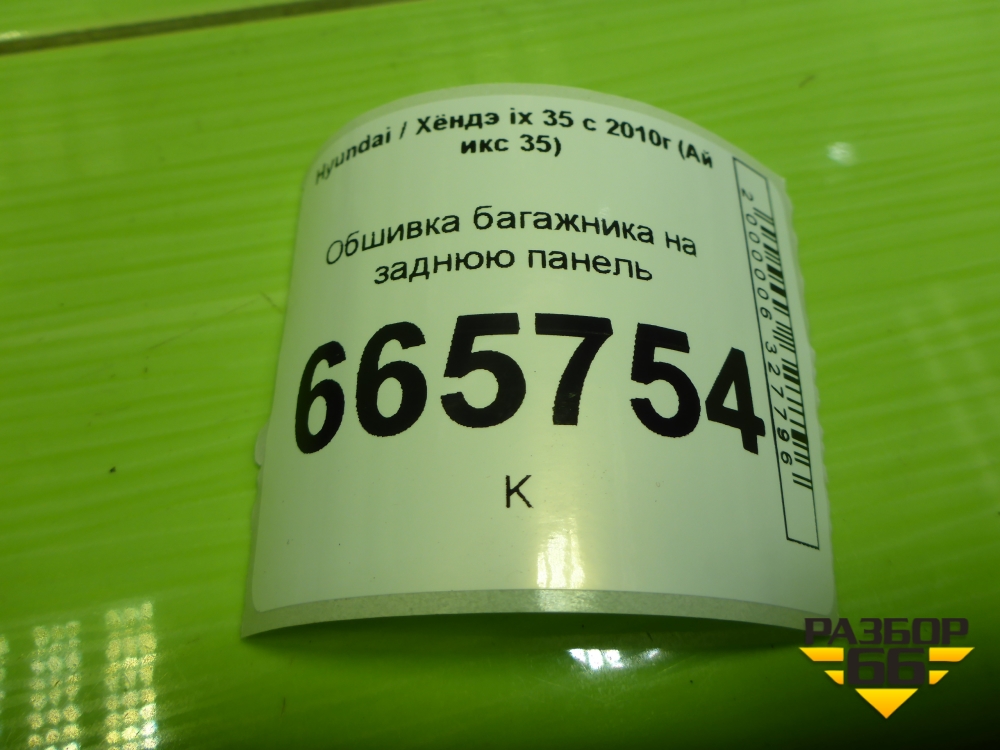 Hyundai / Хёндэ ix 35 с 2010г (Ай
икс 35)
Обшивка багажника на
заднюю панель
665754
К
2000006327796
РАЗБОР
66